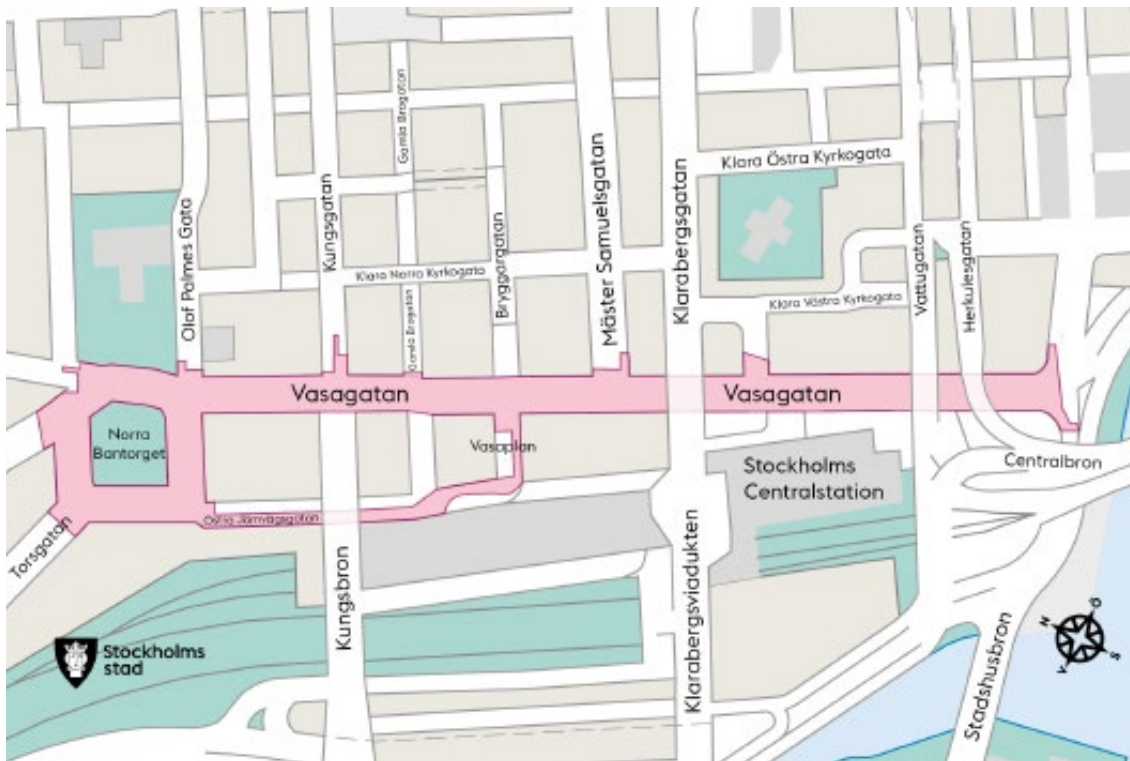 Gamla Brogatan
Klara Östra Kyrkogata
Olof Palmes Gata
Kungsgatan
Mäster Samuelsgatan
Klarabergsgatan
Bryggargatan
Vattugatan
Herkulesgatan
Klara Norra Kyrkogata
Klara Västra Kyrkogata
Gamla Brogatan
Vasagatan
Vasagatan
Norra
Bantorget
Vasaplan
Centralbron
Stockholms
Centralstation
Östra Järnvägsgatan
Torsgatan
Kungsbron
Klarabergsviadukten
Stadshusbron
N
O
S
V
Stockholms
stad